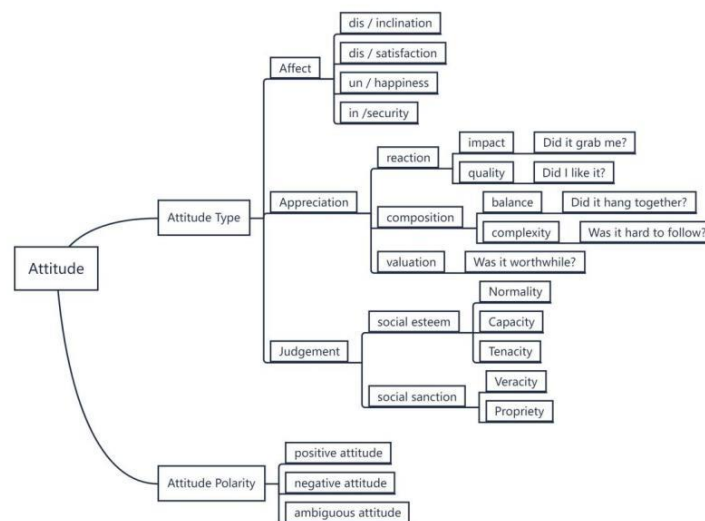 Attitude
Attitude Type
Affect
dis / inclination
dis / satisfaction
un / happiness
in /security
Appreciation
reaction
impact
Did it grab me?
quality
Did I like it?
composition
balance
Did it hang together?
complexity
Was it hard to follow?
valuation
Was it worthwhile?
Judgement
social esteem
Normality
Capacity
Tenacity
social sanction
Veracity
Propriety
Attitude Polarity
positive attitude
negative attitude
ambiguous attitude